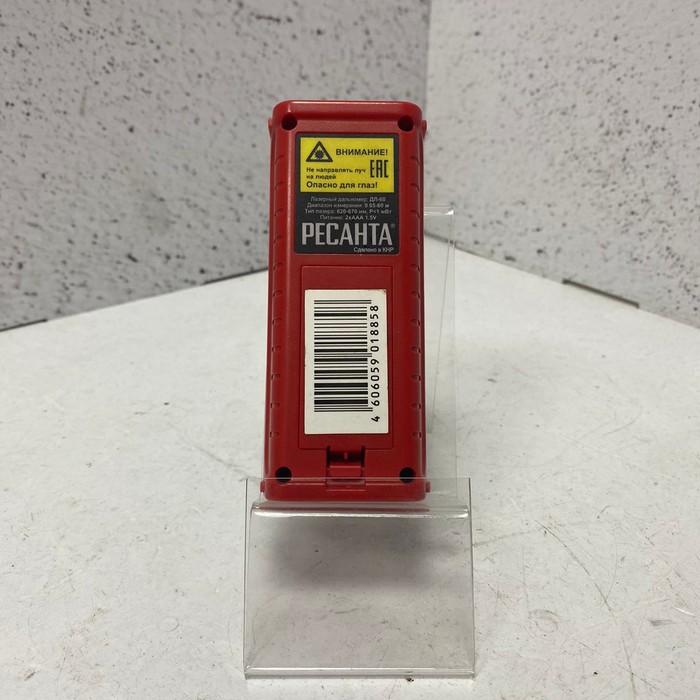 ВНИМАНИЕ!
Не направлять луч
на людей
EAC
Опасно для глаз!
Лазерный дальномер: ДЛ-60
Диапазон измерения: 0.05-60 м
Тип лазера: 620-670 нм, Р<1 мВт
Питание: 2xAAA 1.5V
РЕСАНТА®
Сделано в КНР
4 606059 018858